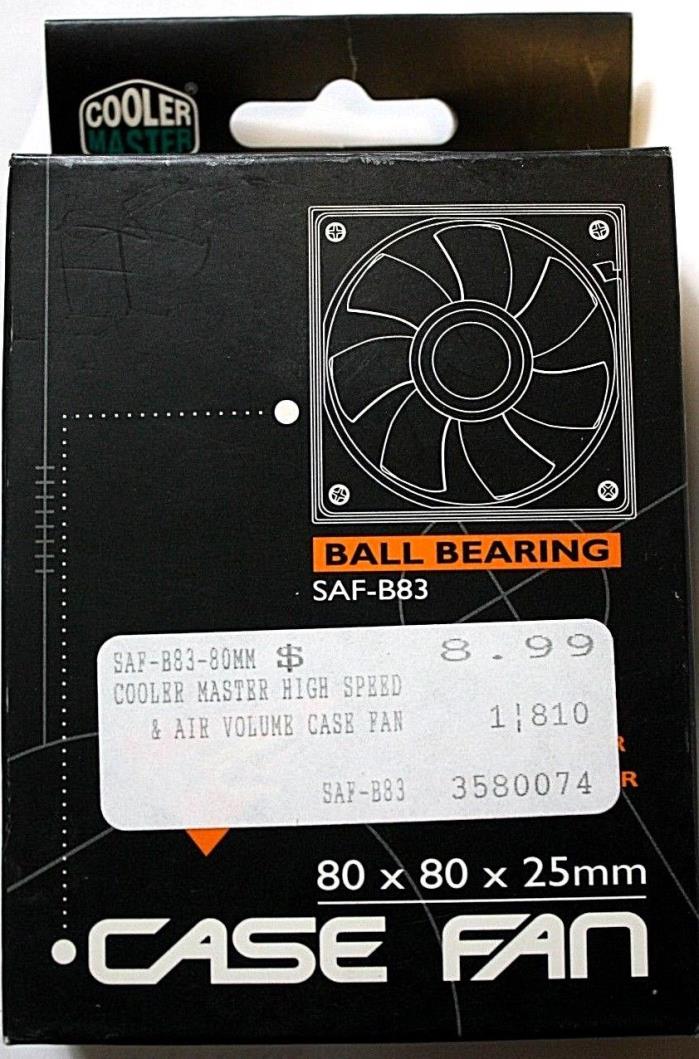 COOLER
MASTER
BALL BEARING
SAF-B83
SAF-B83-80MM $ 8.99
COOLER MASTER HIGH SPEED
& AIR VOLUME CASE FAN 1¦810
SAF-B83 3580074
R
R
80 x 80 x 25mm
CASE FAN